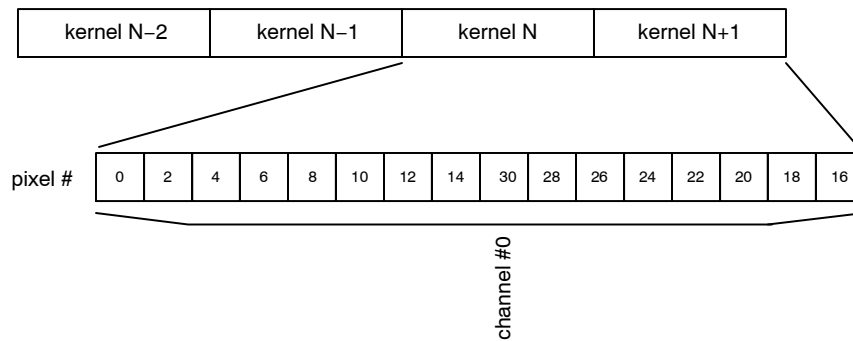 kernel N−2 kernel N−1 kernel N kernel N+1
pixel # 0 2 4 6 8 10 12 14 30 28 26 24 22 20 18 16
channel #0